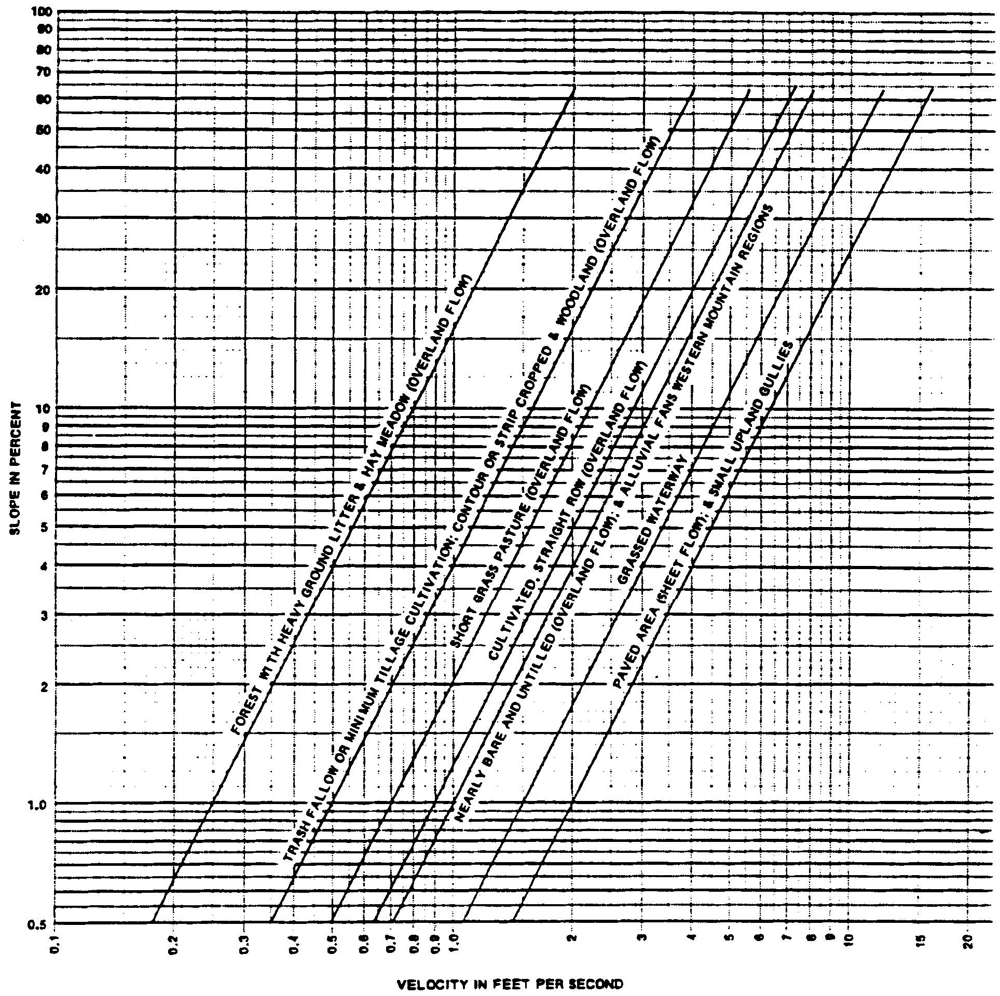 100
90
80
70
60
50
40
30
20
10
9
8
7
6
5
4
3
2
1.0
0.5
SLOPE IN PERCENT
FOREST WITH HEAVY GROUND LITTER & HAY MEADOW (OVERLAND FLOW)
TRASH FALLOW OR MINIMUM TILLAGE CULTIVATION; CONTOUR OR STRIP CROPPED & WOODLAND (OVERLAND FLOW)
SHORT GRASS PASTURE (OVERLAND FLOW)
CULTIVATED, STRAIGHT ROW (OVERLAND FLOW)
NEARLY BARE AND UNTILLED (OVERLAND FLOW); & ALLUVIAL FANS WESTERN MOUNTAIN REGIONS
GRASSED WATERWAY
PAVED AREA (SHEET FLOW); & SMALL UPLAND GULLIES
0.1 0.2 0.3 0.4 0.5 0.6 0.7 0.8 0.9 1.0 2 3 4 5 6 7 8 9 10 15 20
VELOCITY IN FEET PER SECOND